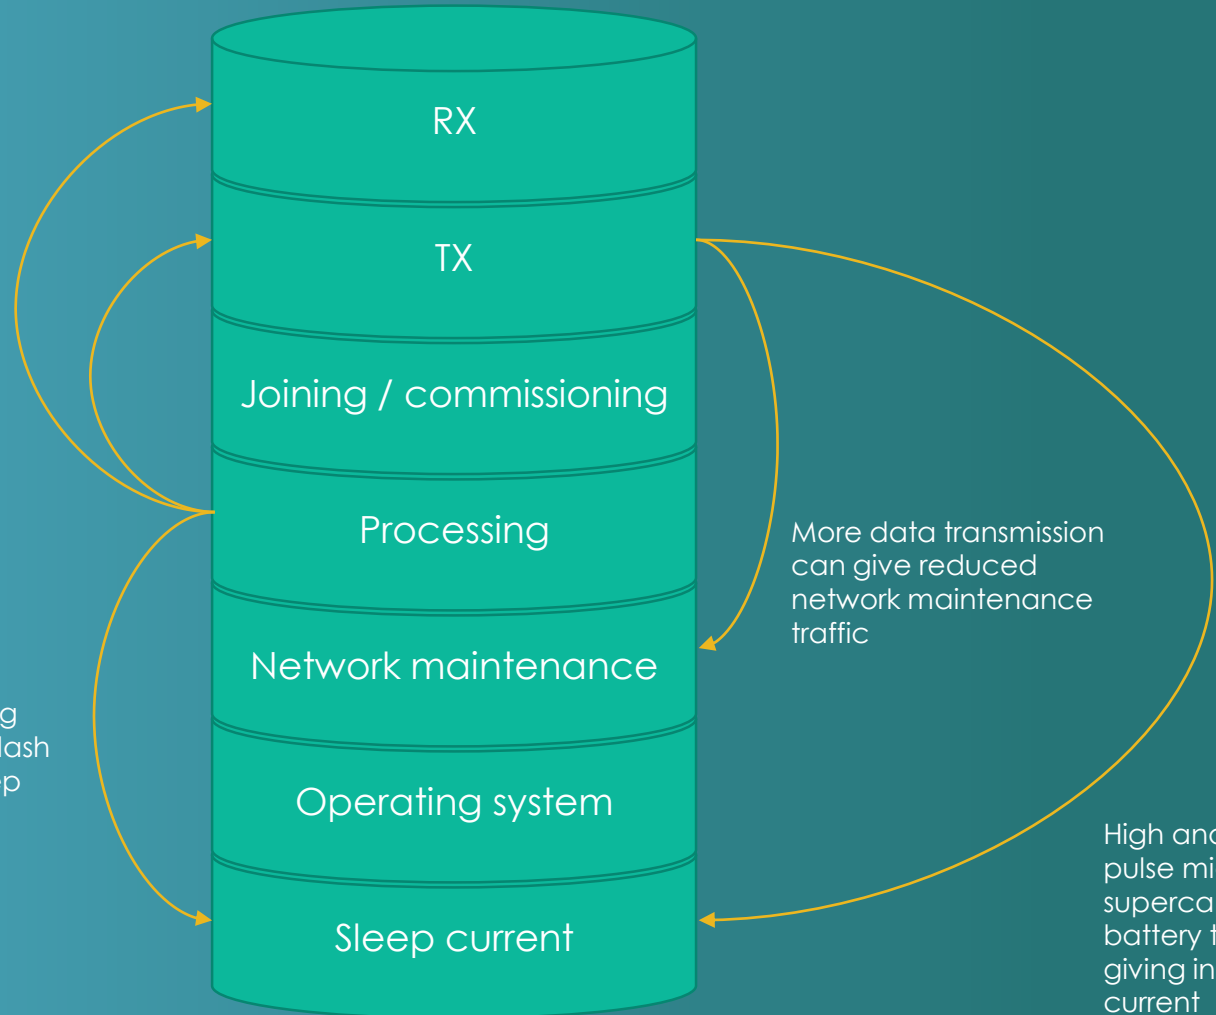 RX
TX
Joining / commissioning
Processing
Network maintenance
Operating system
Sleep current
More data transmission
can give reduced
network maintenance
traffic
High
pulse
battery
giving
current